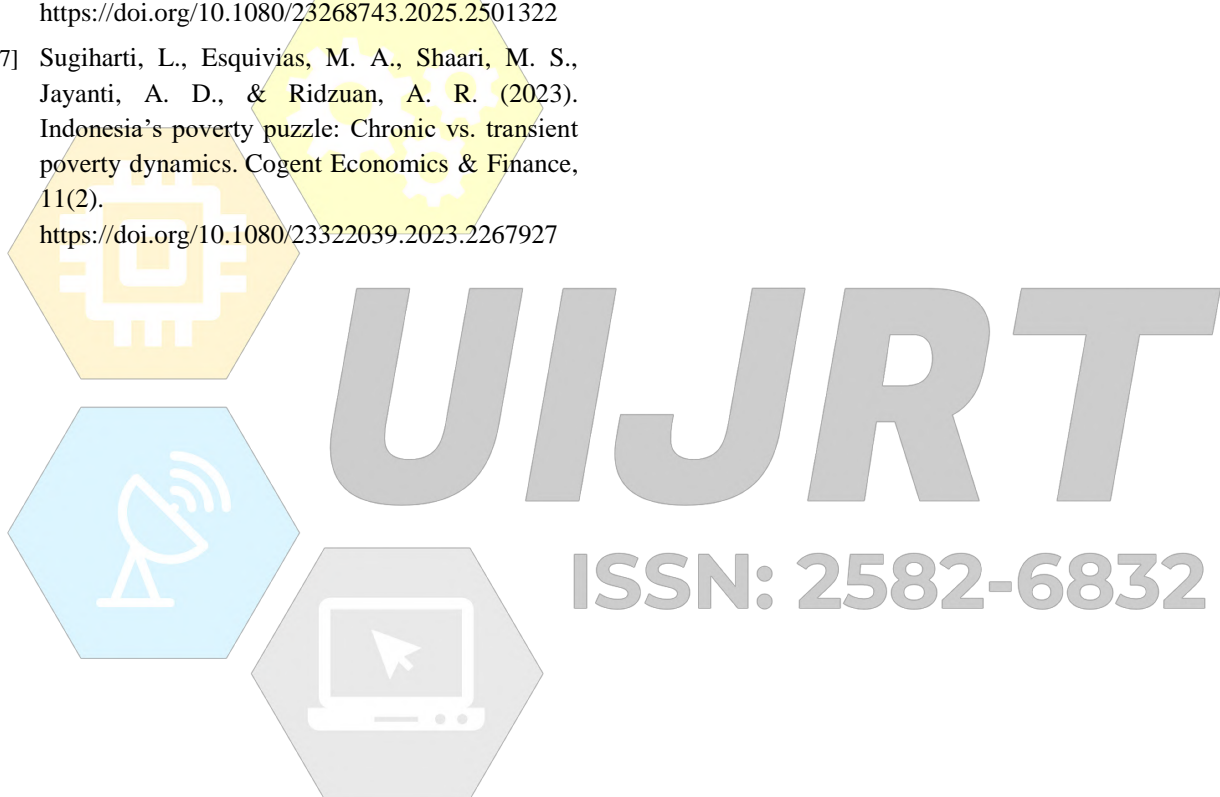 https://doi.org/10.1080/23268743.2025.2501322
7] Sugiharti, L., Esquivias, M. A., Shaari, M. S.,
Jayanti, A. D., & Ridzuan, A. R. (2023).
Indonesia’s poverty puzzle: Chronic vs. transient
poverty dynamics. Cogent Economics & Finance,
11(2).
https://doi.org/10.1080/23322039.2023.2267927
UIJRT
ISSN: 2582-6832